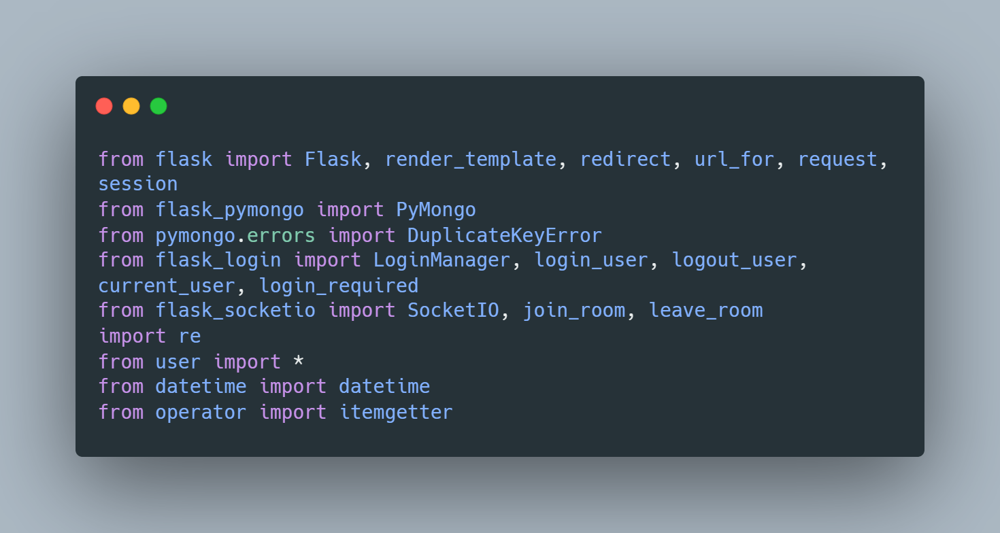 from flask import Flask, render_template, redirect, url_for, request,
session
from flask_pymongo import PyMongo
from pymongo.errors import DuplicateKeyError
from flask_login import LoginManager, login_user, logout_user,
current_user, login_required
from flask_socketio import SocketIO, join_room, leave_room
import re
from user import *
from datetime import datetime
from operator import itemgetter